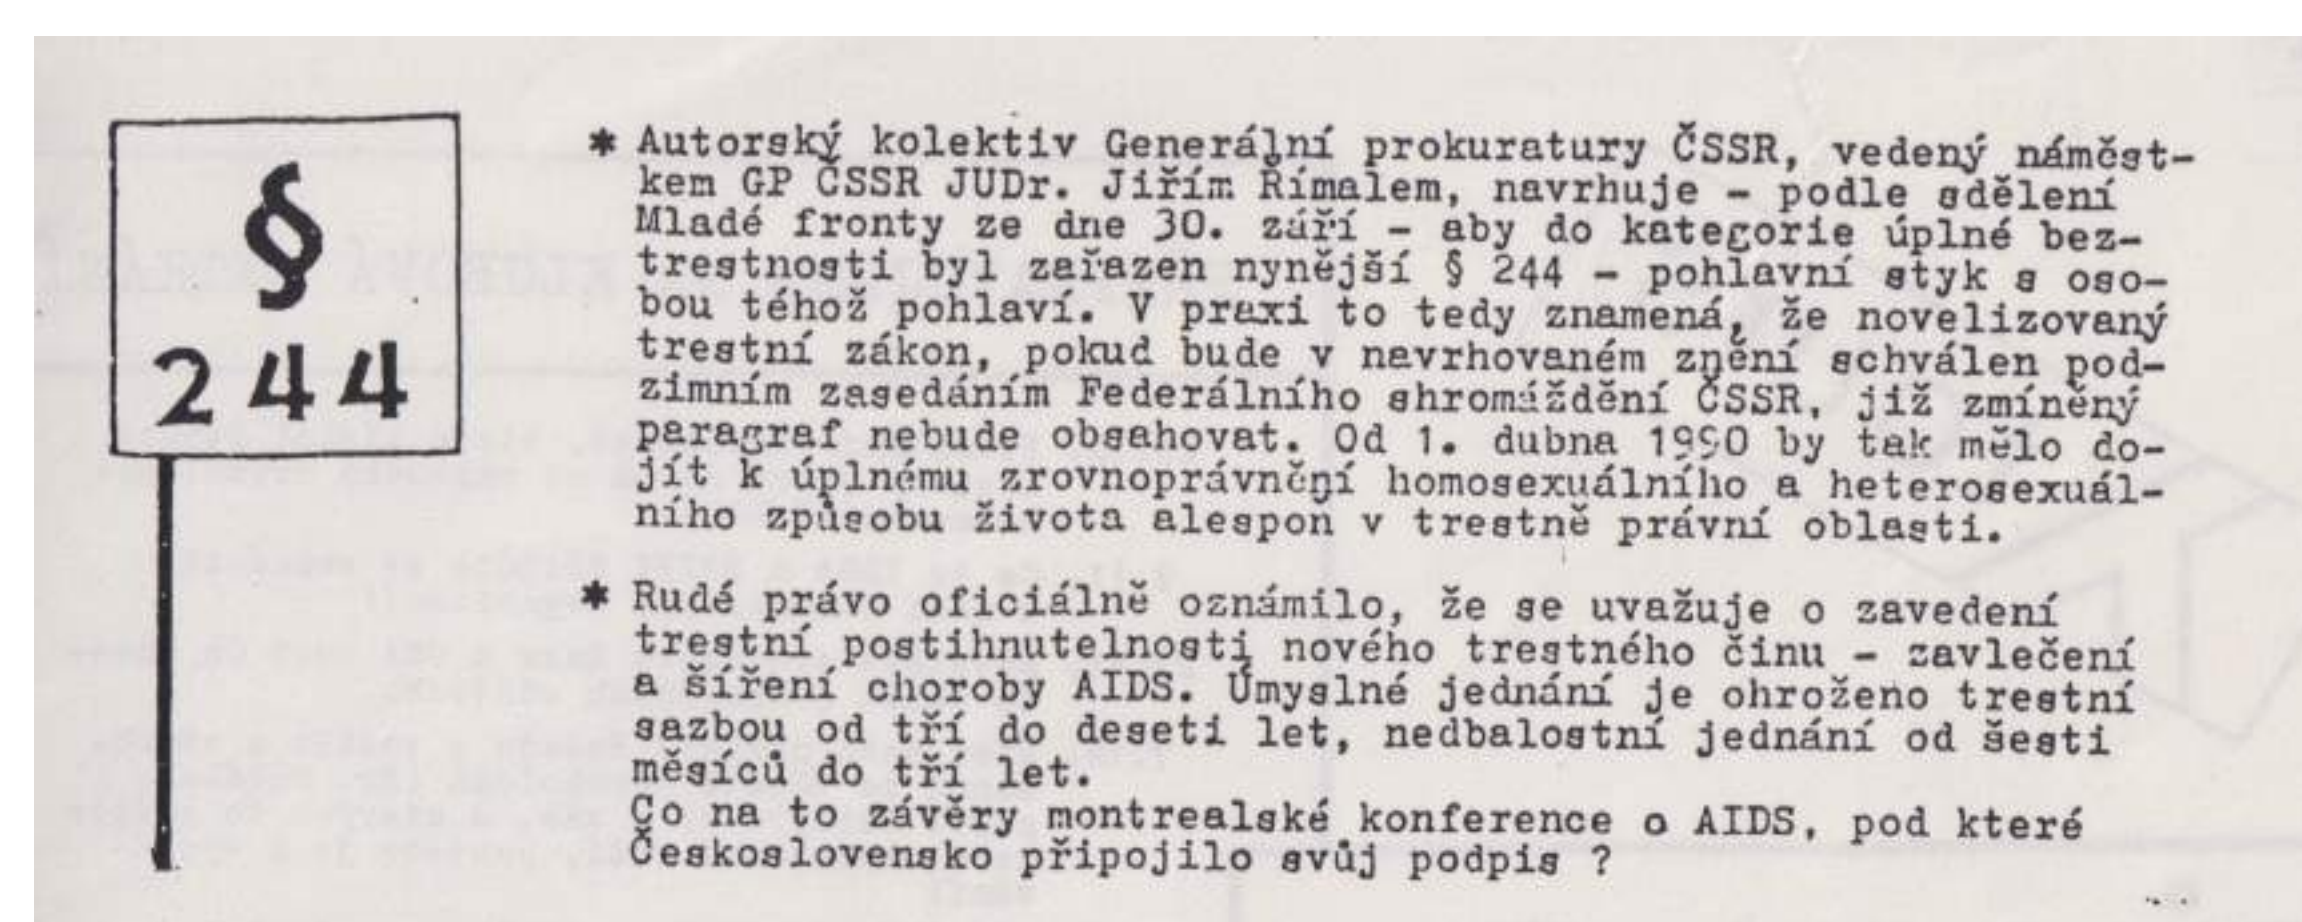 §
244
* Autorský kolektiv Generální prokuratury ČSSR, vedený náměst-
kem GP ČSSR JUDr. Jiřím Římalem, navrhuje - podle sdělení
Mladé fronty ze dne 30. září - aby do kategorie úplné bez-
trestnosti byl zařazen nynější § 244 - pohlavní styk s oso-
bou téhož pohlaví. V praxi to tedy znamená, že novelizovaný
trestní zákon, pokud bude v navrhovaném znění schválen pod-
zimním zasedáním Federálního shromáždění ČSSR, již zmíněný
paragraf nebude obsahovat. Od 1. dubna 1990 by tak mělo do-
jít k úplnému zrovnoprávnění homosexuálního a heterosexuál-
ního způsobu života alespoň v trestně právní oblasti.
* Rudé právo oficiálně oznámilo, že se uvažuje o zavedení
trestní postihnutelnosti nového trestného činu - zavlečení
a šíření choroby AIDS. Úmyslné jednání je ohroženo trestní
sazbou od tří do deseti let, nedbalostní jednání od šesti
měsíců do tří let.
Co na to závěry montrealské konference o AIDS, pod které
Československo připojilo svůj podpis ?